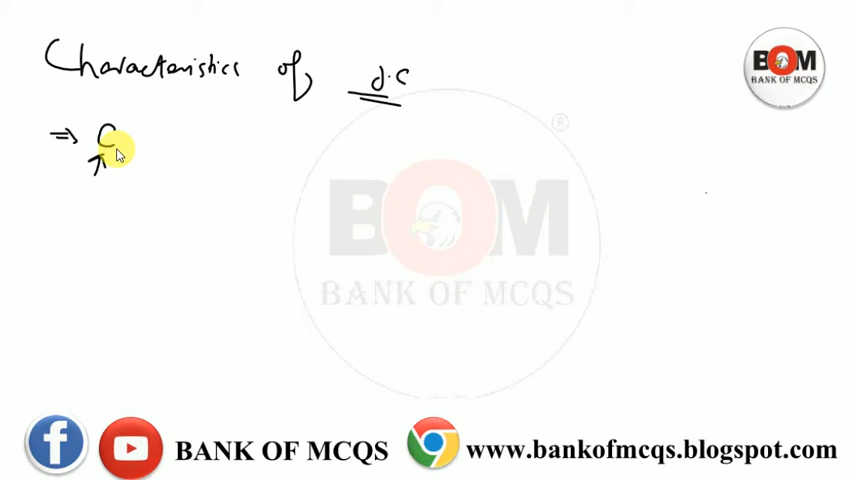 Characteristics of d.c
BOM
BANK OF MCQS
⇒ C
BOM
BANK OF MCQS
BANK OF MCQS
www.bankofmcqs.blogspot.com